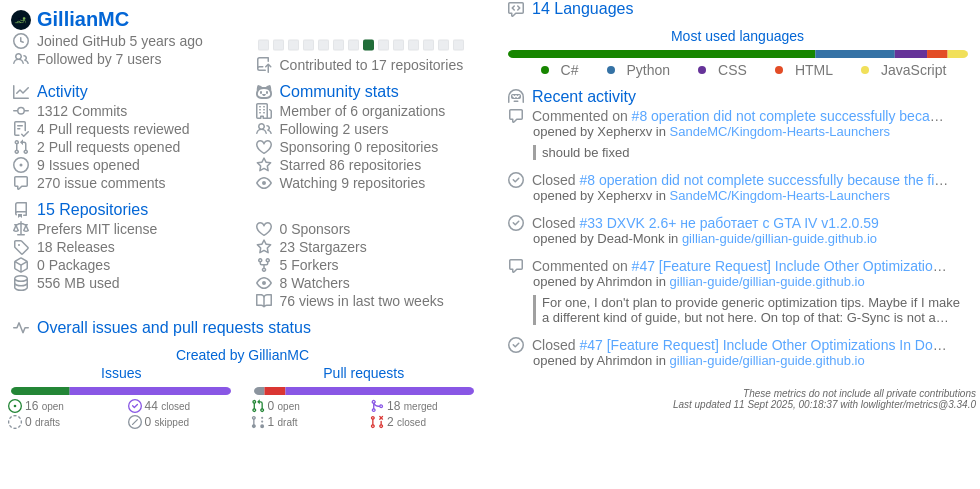 GillianMC
Joined GitHub 5 years ago
Followed by 7 users
Contributed to 17 repositories
Activity
1312 Commits
4 Pull requests reviewed
2 Pull requests opened
9 Issues opened
270 issue comments
Community stats
Member of 6 organizations
Following 2 users
Sponsoring 0 repositories
Starred 86 repositories
Watching 9 repositories
15 Repositories
Prefers MIT license
18 Releases
0 Packages
556 MB used
0 Sponsors
23 Stargazers
5 Forkers
8 Watchers
76 views in last two weeks
Overall issues and pull requests status
Created by GillianMC
Issues
16 open
44 closed
0 drafts
0 skipped
Pull requests
0 open
18 merged
1 draft
2 closed
14 Languages
Most used languages
C# Python CSS HTML JavaScript
Recent activity
Commented on #8 operation did not complete successfully beca…
opened by Xepherxv in SandeMC/Kingdom-Hearts-Launchers
should be fixed
Closed #8 operation did not complete successfully because the fi…
opened by Xepherxv in SandeMC/Kingdom-Hearts-Launchers
Closed #33 DXVK 2.6+ не работает с GTA IV v1.2.0.59
opened by Dead-Monk in gillian-guide/gillian-guide.github.io
Commented on #47 [Feature Request] Include Other Optimizatio…
opened by Ahrimdon in gillian-guide/gillian-guide.github.io
For one, I don't plan to provide generic optimization tips. Maybe if I make
a different kind of guide, but not here. On top of that: G-Sync is not a…
Closed #47 [Feature Request] Include Other Optimizations In Do…
opened by Ahrimdon in gillian-guide/gillian-guide.github.io
These metrics do not include all private contributions
Last updated 11 Sept 2025, 00:18:37 with lowlighter/metrics@3.34.0